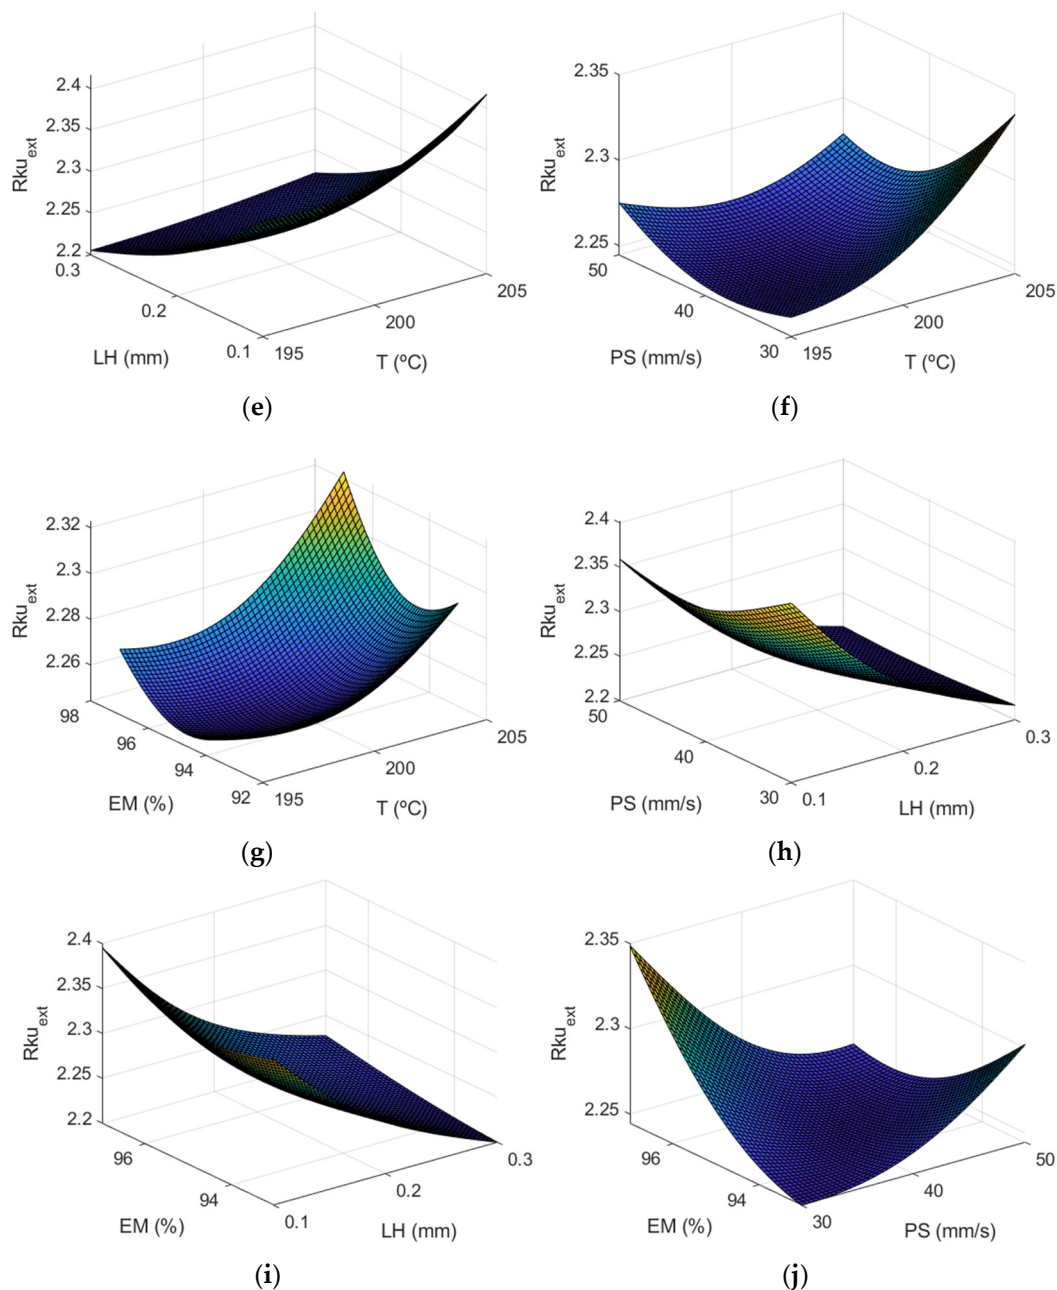 2.4
2.35
2.3
2.25
2.2
Rku_ext
0.3
0.2
0.1
LH (mm)
195
200
205
T (ºC)
(e)
2.35
2.3
2.25
Rku_ext
50
40
30
PS (mm/s)
195
200
205
T (ºC)
(f)
2.32
2.3
2.28
2.26
Rku_ext
98
96
94
92
EM (%)
195
200
205
T (ºC)
(g)
2.4
2.35
2.3
2.25
2.2
Rku_ext
50
40
30
PS (mm/s)
0.1
0.2
0.3
LH (mm)
(h)
2.4
2.35
2.3
2.25
2.2
Rku_ext
96
94
EM (%)
0.1
0.2
0.3
LH (mm)
(i)
2.35
2.3
2.25
Rku_ext
96
94
EM (%)
30
40
50
PS (mm/s)
(j)